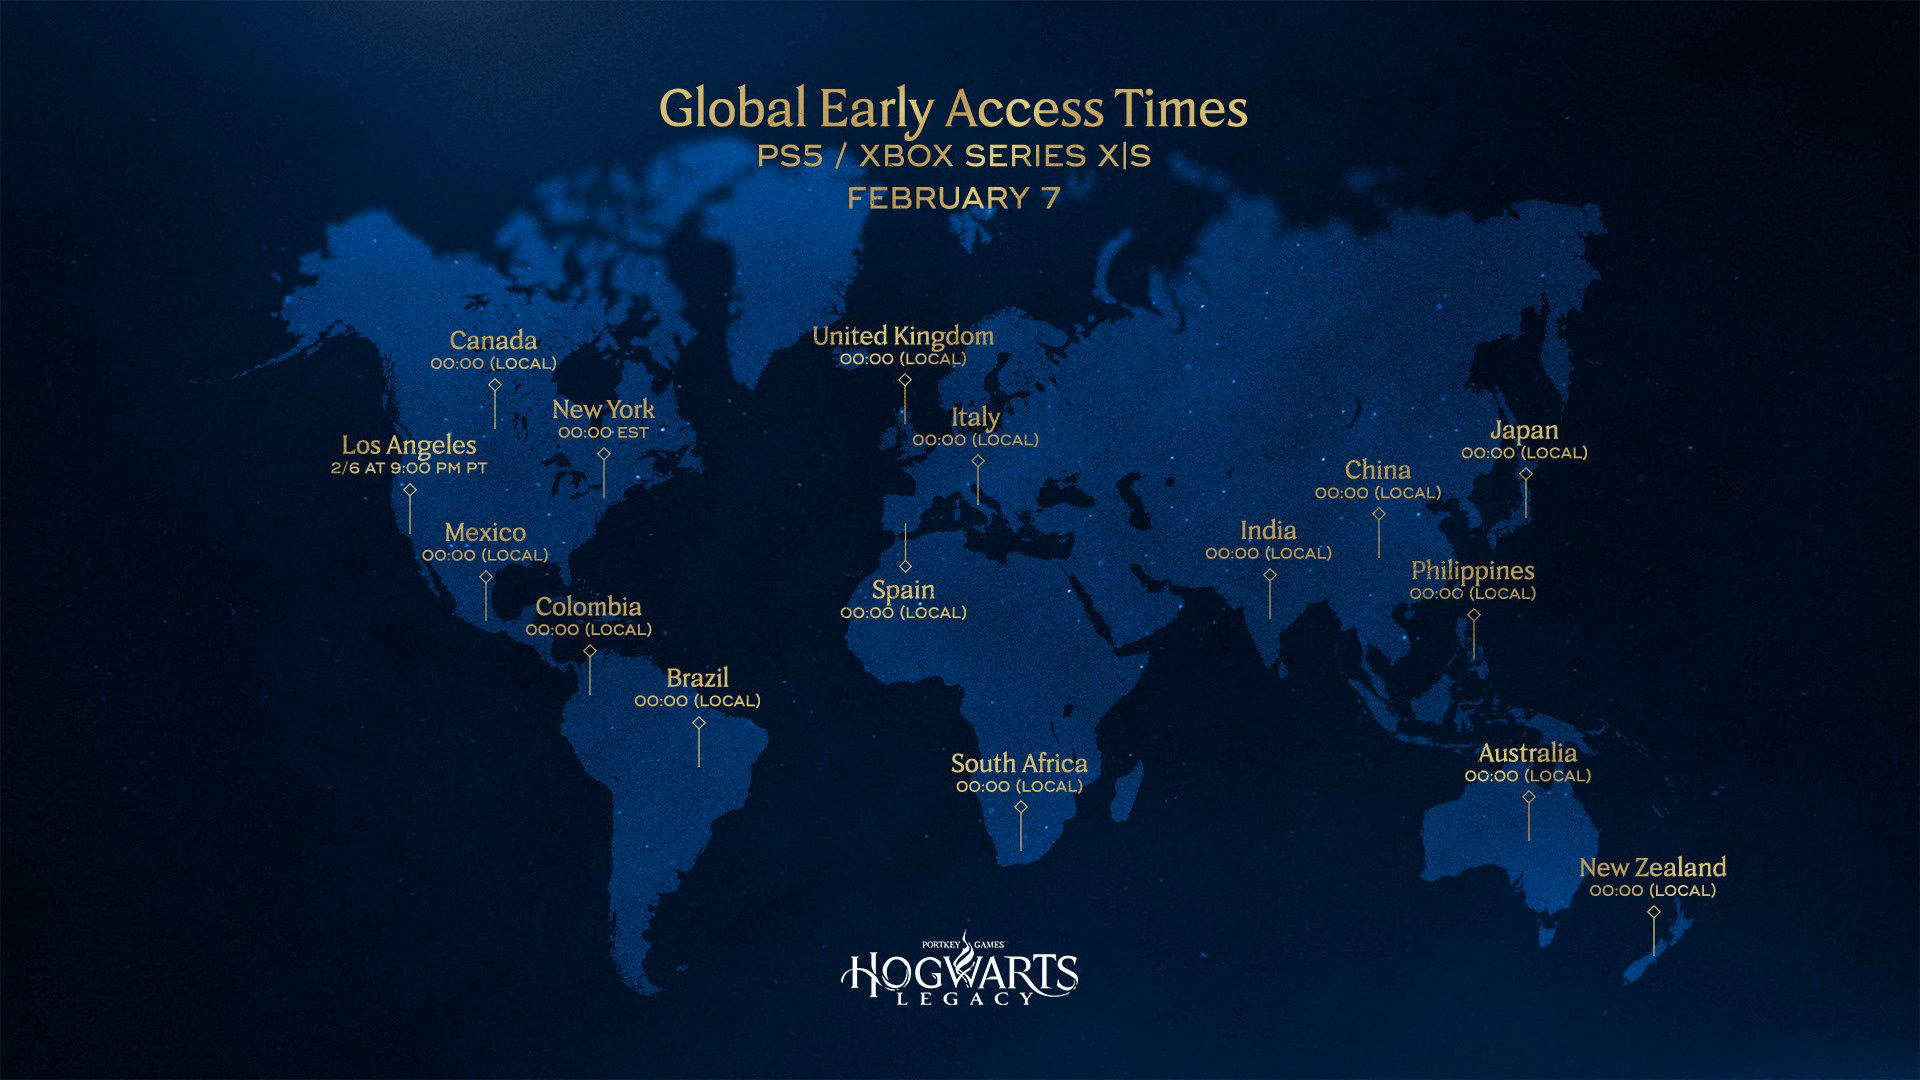 Global Early Access Times
PS5 / XBOX SERIES X|S
FEBRUARY 7
Canada
00:00 (LOCAL)
New York
00:00 EST
Los Angeles
2/6 AT 9:00 PM PT
Mexico
00:00 (LOCAL)
Colombia
00:00 (LOCAL)
Brazil
00:00 (LOCAL)
United Kingdom
00:00 (LOCAL)
Italy
00:00 (LOCAL)
Spain
00:00 (LOCAL)
South Africa
00:00 (LOCAL)
India
00:00 (LOCAL)
China
00:00 (LOCAL)
Japan
00:00 (LOCAL)
Philippines
00:00 (LOCAL)
Australia
00:00 (LOCAL)
New Zealand
00:00 (LOCAL)
PORTKEY GAMES
HOGWARTS
LEGACY